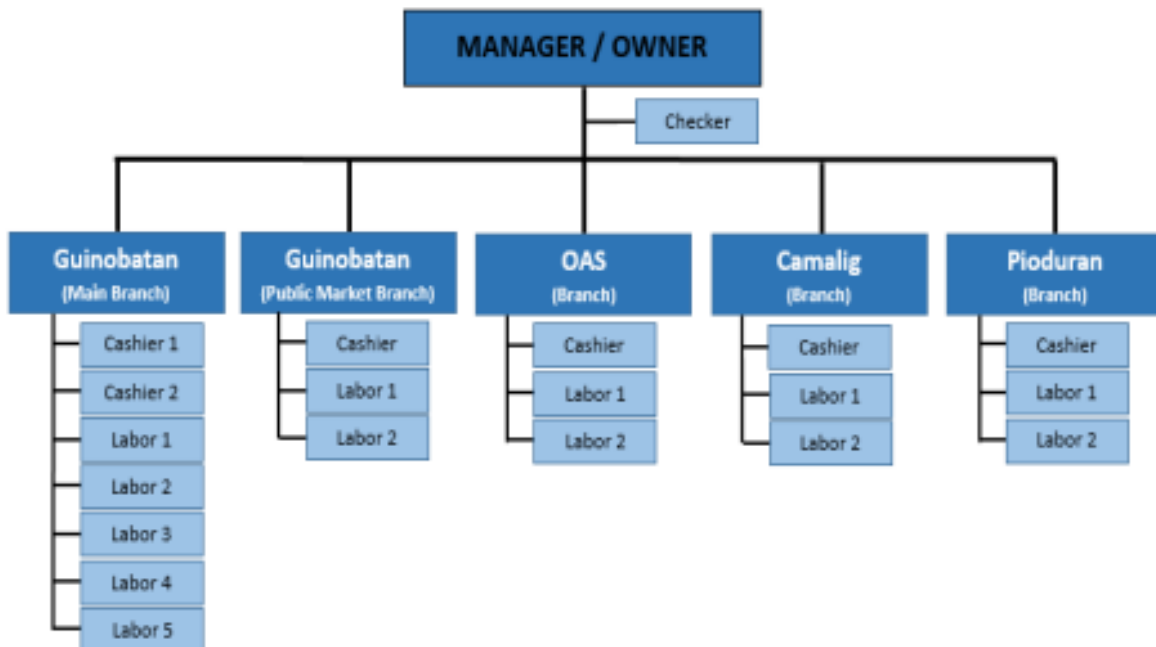 MANAGER / OWNER
Checker
Guinobatan
(Main Branch)
Cashier 1
Cashier 2
Labor 1
Labor 2
Labor 3
Labor 4
Labor 5
Guinobatan
(Public Market Branch)
Cashier
Labor 1
Labor 2
OAS
(Branch)
Cashier
Labor 1
Labor 2
Camalig
(Branch)
Cashier
Labor 1
Labor 2
Pioduran
(Branch)
Cashier
Labor 1
Labor 2